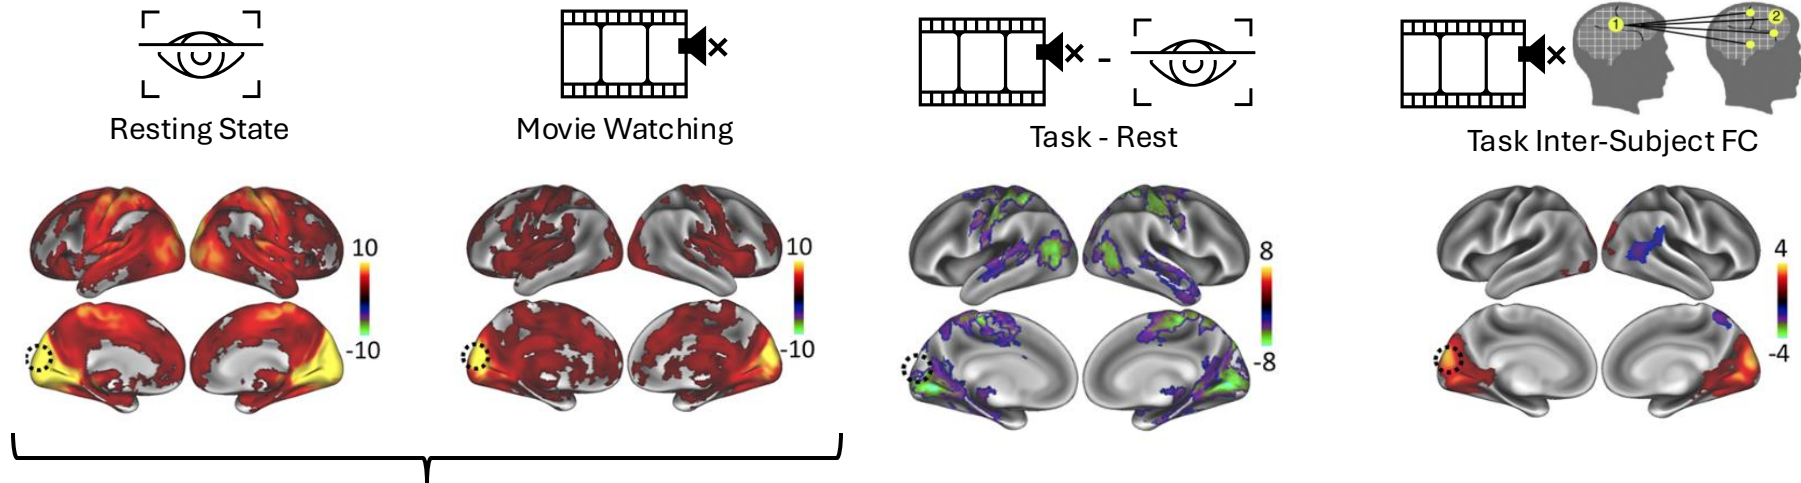 1
2
-
Resting State
Movie Watching
Task - Rest
Task Inter-Subject FC
10
-10
10
-10
8
-8
4
-4